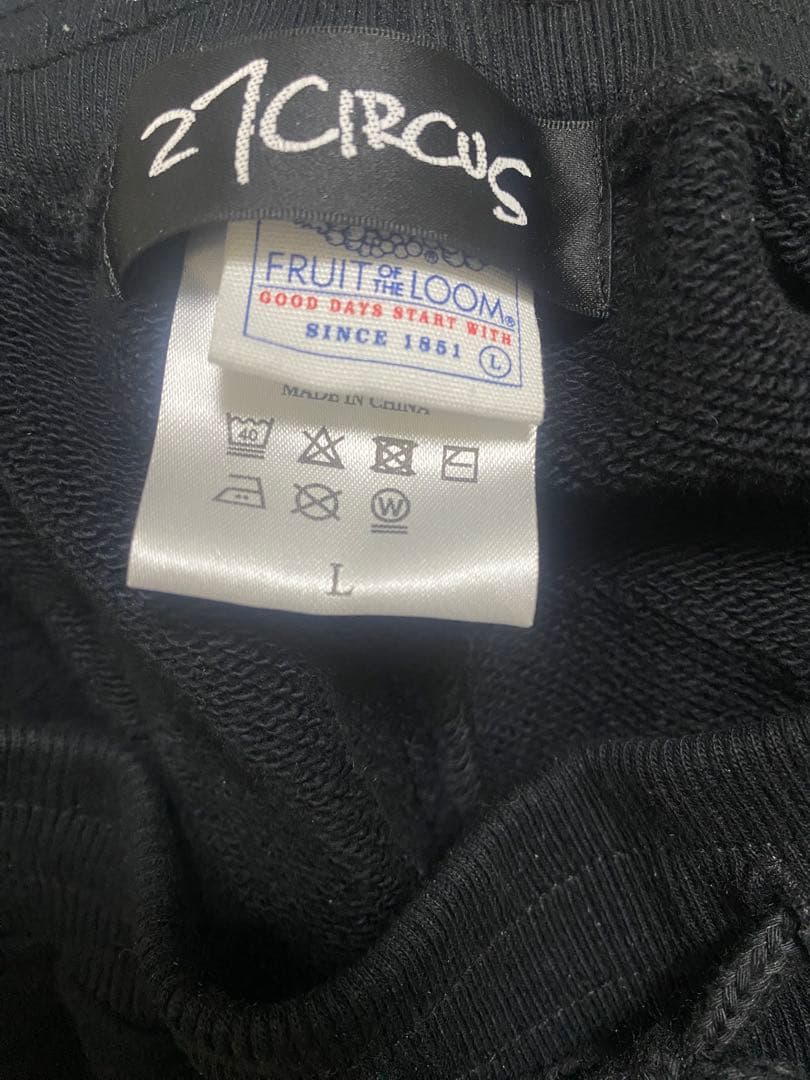 27CIRCUS
FRUIT OF THE LOOM®
GOOD DAYS START WITH
SINCE 1851 L
MADE IN CHINA
40
W
L